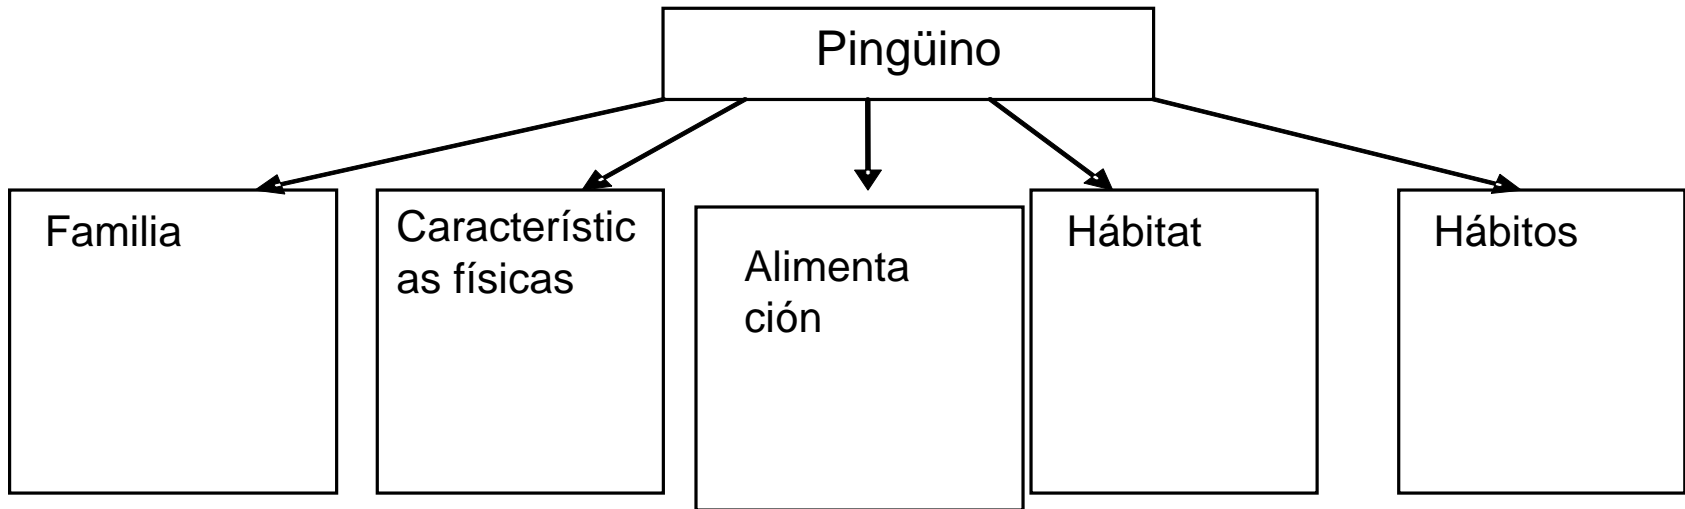 Pingüino
Familia
Característic
as físicas
Alimenta
ción
Hábitat
Hábitos